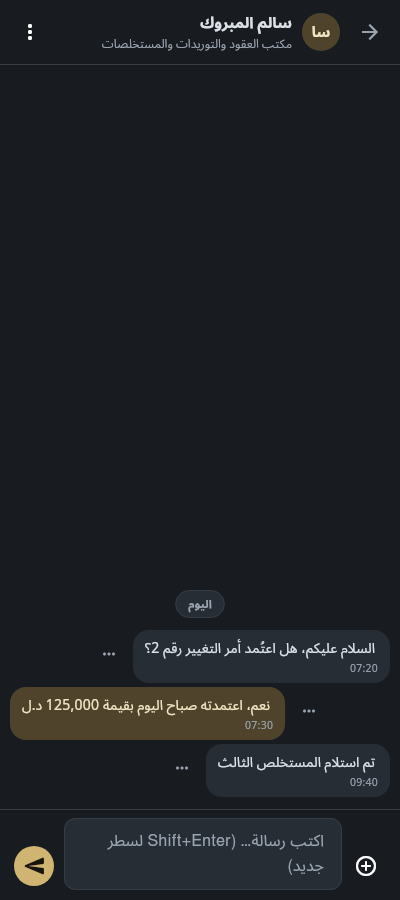 سالم المبروك
مكتب العقود والتوريدات والمستخلصات
سا
اليوم
السلام عليكم، هل اعتُمد أمر التغيير رقم 2؟
07:20
نعم، اعتمدته صباح اليوم بقيمة 125,000 د.ل
07:30
تم استلام المستخلص الثالث
09:40
اكتب رسالة… (Shift+Enter لسطر
جديد)